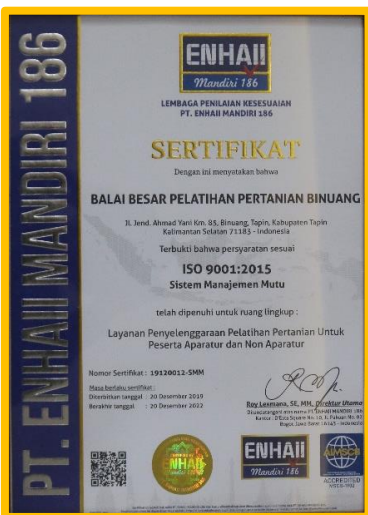 PT. ENHAII MANDIRI 186
ENHAII
Mandiri 186
LEMBAGA PENILAIAN KESESUAIAN
PT. ENHAII MANDIRI 186
SERTIFIKAT
Dengan ini menyatakan bahwa
BALAI BESAR PELATIHAN PERTANIAN BINUANG
Jl. Jend. Ahmad Yani Km. 85, Binuang, Tapin, Kabupaten Tapin
Kalimantan Selatan 71183 - Indonesia
Terbukti bahwa persyaratan sesuai
ISO 9001:2015
Sistem Manajemen Mutu
telah dipenuhi untuk ruang lingkup :
Layanan Penyelenggaraan Pelatihan Pertanian Untuk
Peserta Aparatur dan Non Aparatur
Nomor Sertifikat : 19120012-SMM
Masa berlaku sertifikat :
Diterbitkan tanggal : 20 Desember 2019
Berakhir tanggal : 20 Desember 2022
Roy Lesmana, SE, MN, Direktur Utama
ENHAII
ENHAII
Mandiri 186
ACCREDITED